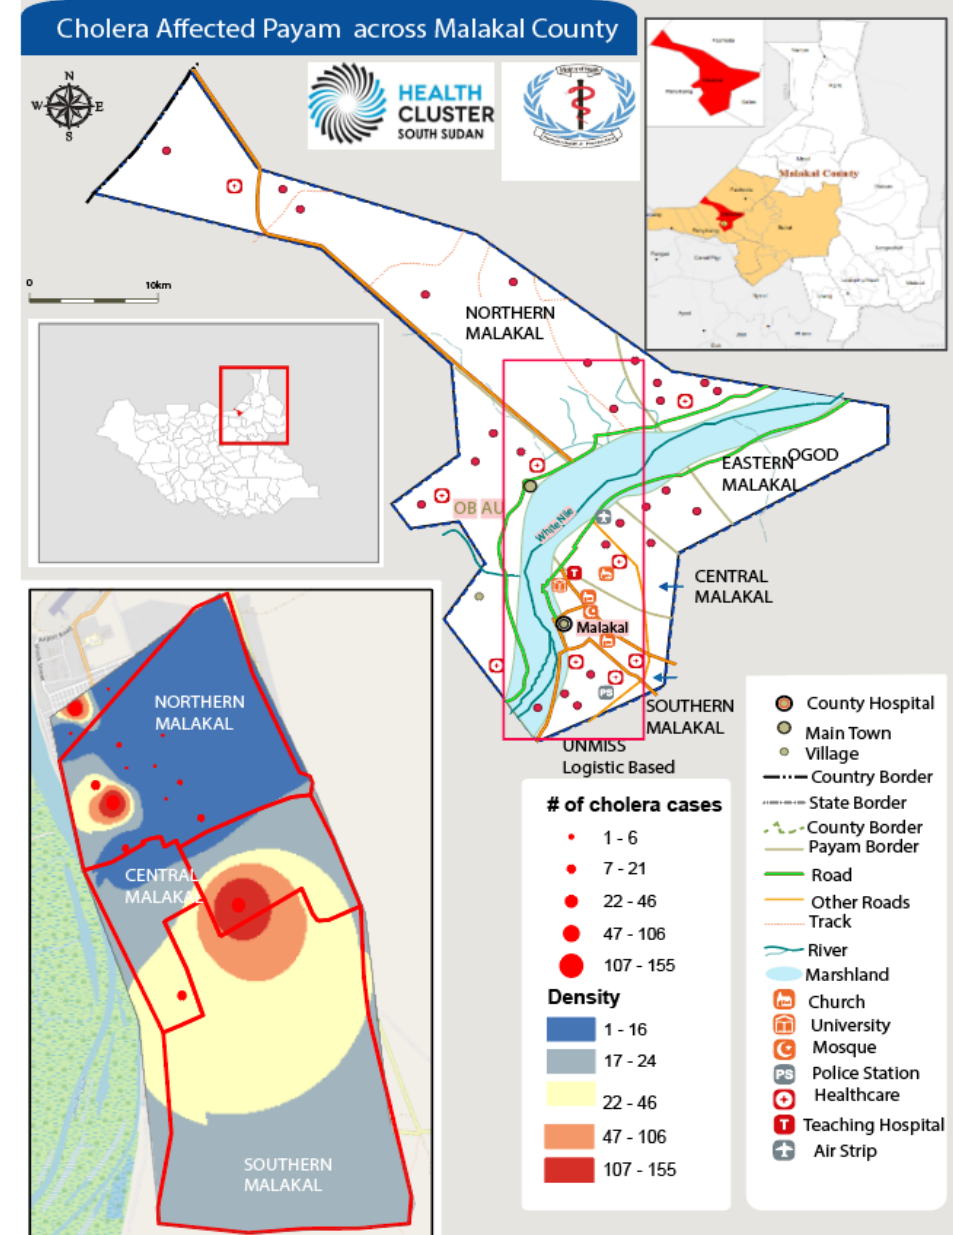 Cholera Affected Payam across Malakal County
N
W
E
S
HEALTH
CLUSTER
SOUTH SUDAN
Malakal County
0
10km
NORTHERN
MALAKAL
OGOD
EASTERN
MALAKAL
OB AU
White Nile
CENTRAL
MALAKAL
Malakal
SOUTHERN
MALAKAL
UNMISS
Logistic Based
T
PS
NORTHERN
MALAKAL
CENTRAL
MALAKAL
SOUTHERN
MALAKAL
# of cholera cases
1 - 6
7 - 21
22 - 46
47 - 106
107 - 155
Density
1 - 16
17 - 24
22 - 46
47 - 106
107 - 155
County Hospital
Main Town
Village
Country Border
State Border
County Border
Payam Border
Road
Other Roads
Track
River
Marshland
Church
University
Mosque
PS Police Station
Healthcare
T Teaching Hospital
Air Strip